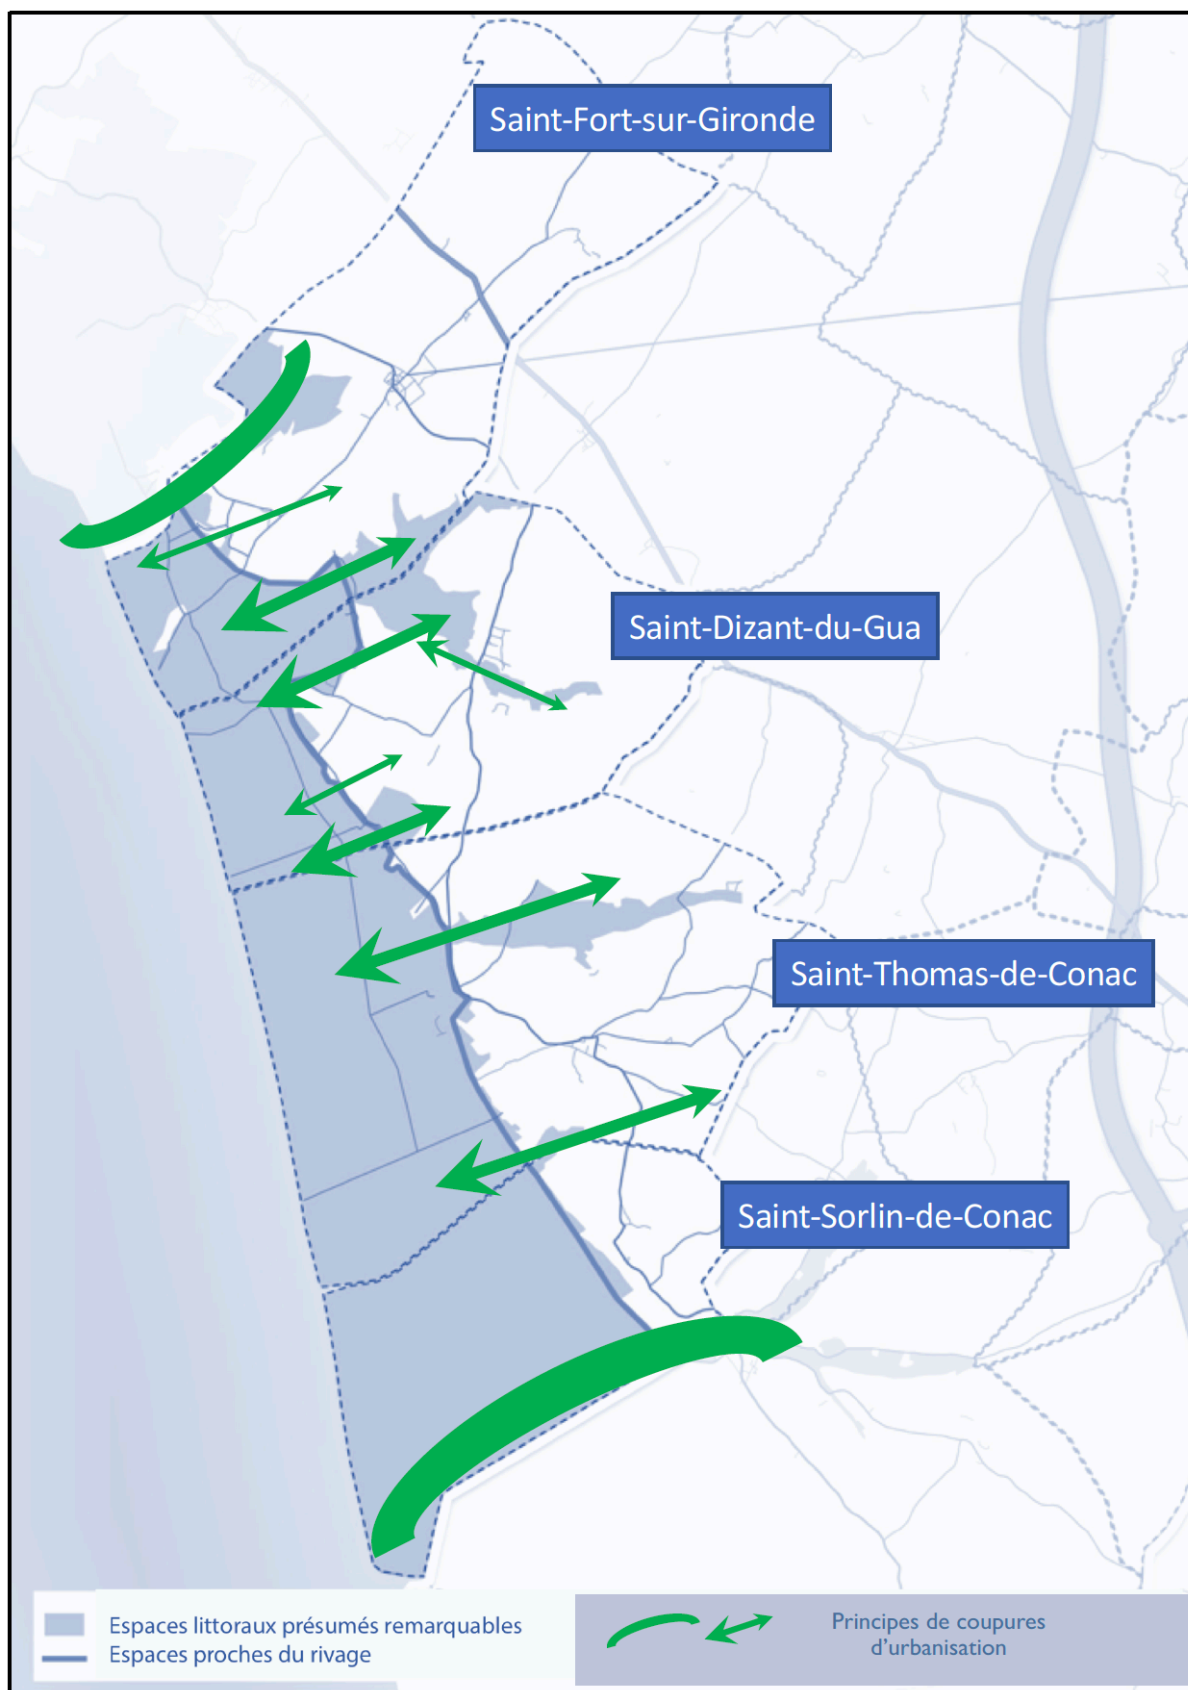 Saint-Fort-sur-Gironde
Saint-Dizant-du-Gua
Saint-Thomas-de-Conac
Saint-Sorlin-de-Conac
Espaces littoraux présumés remarquables
Espaces proches du rivage
Principes de coupures
d'urbanisation